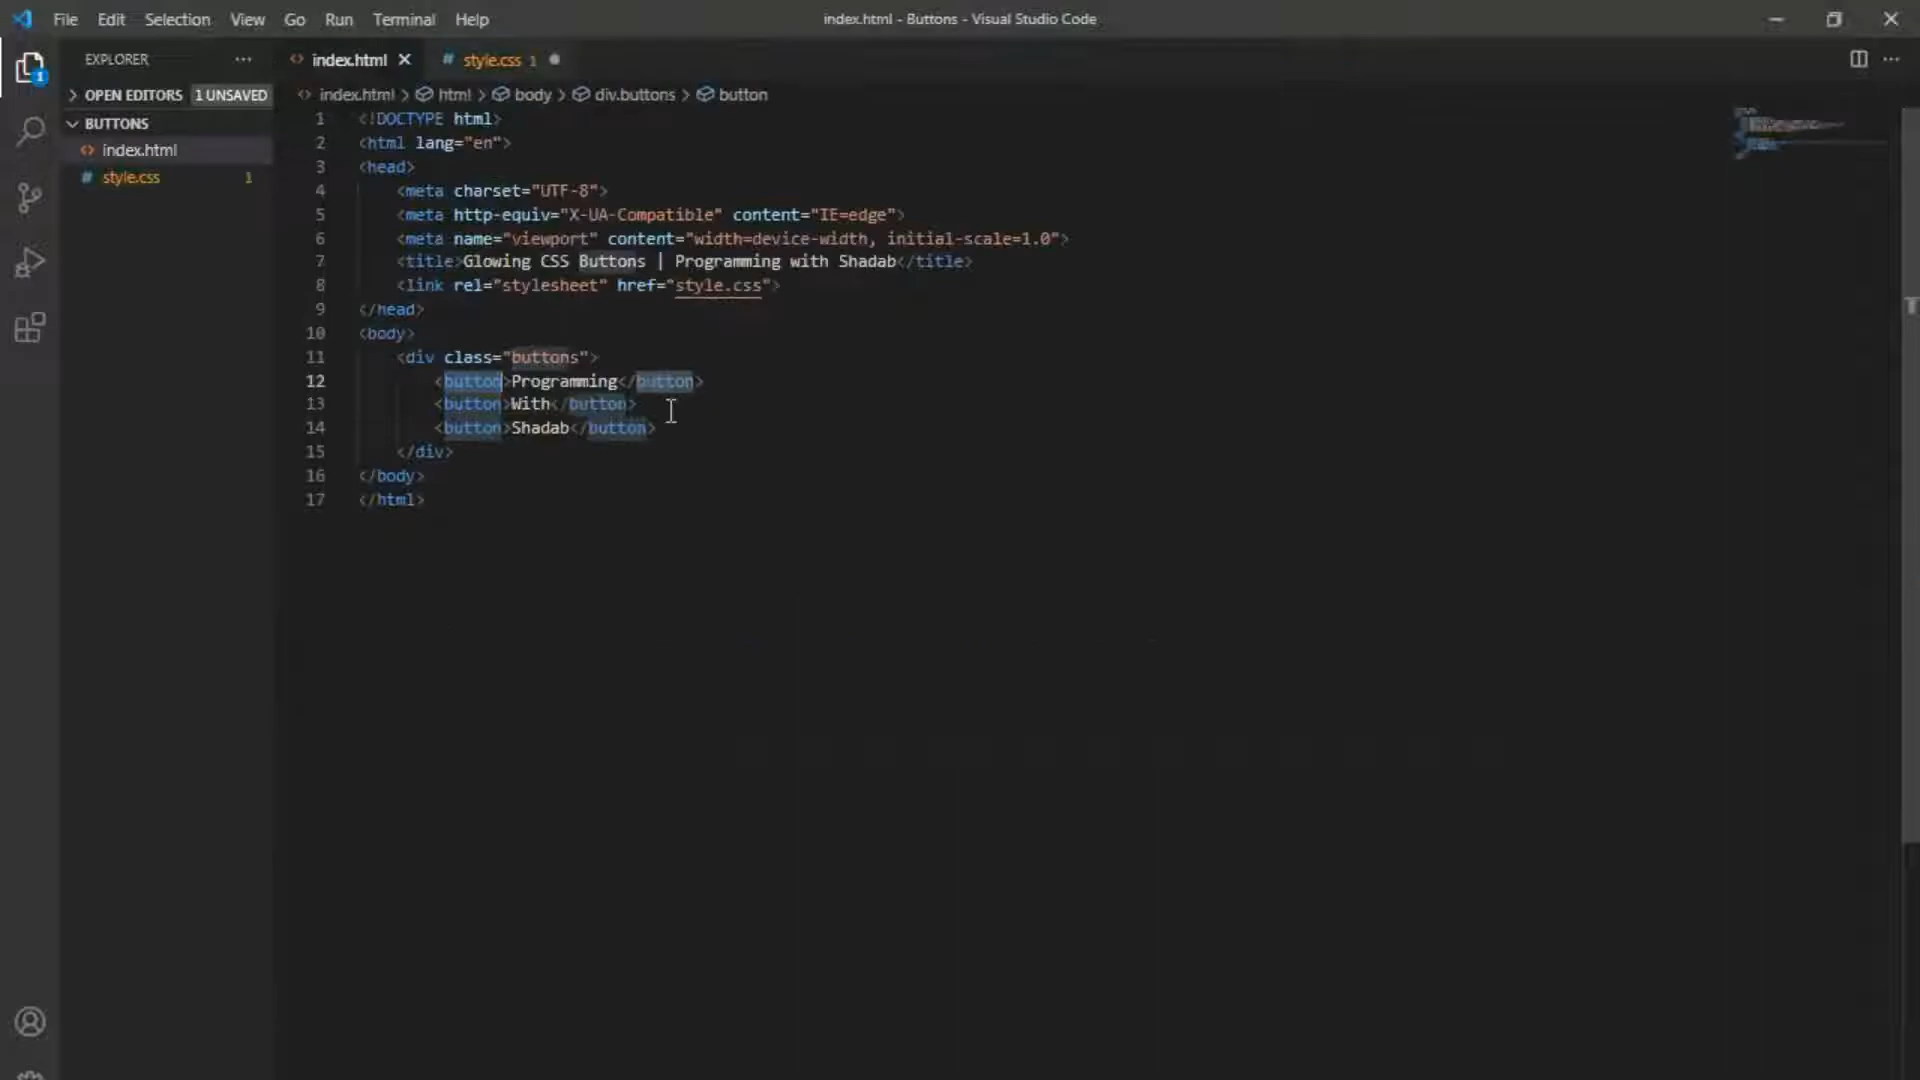 File Edit Selection View Go Run Terminal Help
index.html - Buttons - Visual Studio Code
EXPLORER ...
index.html
# style.css 1
1
OPEN EDITORS 1 UNSAVED
index.html > html > body > div.buttons > button
BUTTONS
index.html
# style.css 1
1 <!DOCTYPE html>
2 <html lang="en">
3 <head>
4 <meta charset="UTF-8">
5 <meta http-equiv="X-UA-Compatible" content="IE=edge">
6 <meta name="viewport" content="width=device-width, initial-scale=1.0">
7 <title>Glowing CSS Buttons | Programming with Shadab</title>
8 <link rel="stylesheet" href="style.css">
9 </head>
10 <body>
11 <div class="buttons">
12 <button>Programming</button>
13 <button>With</button>
14 <button>Shadab</button>
15 </div>
16 </body>
17 </html>